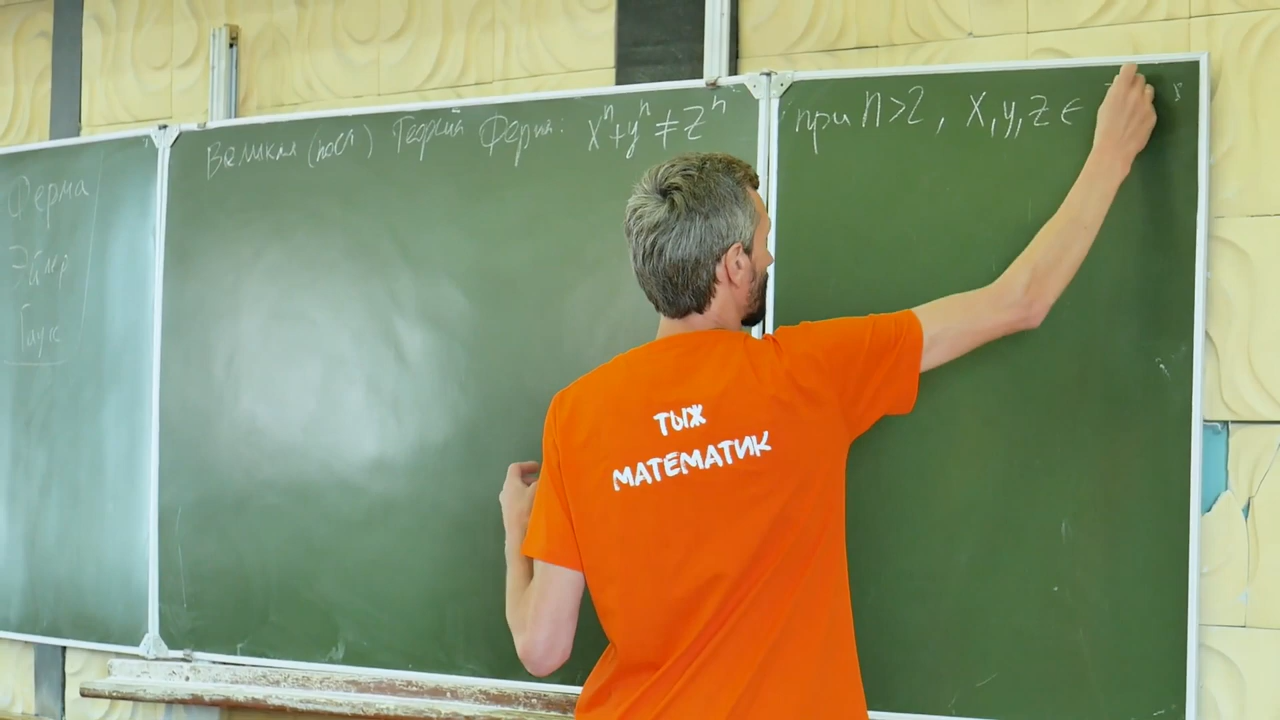 Ферма
Эйлер
Гаусс
Великая (посл) Теорема Ферма: xⁿ+yⁿ≠zⁿ при n>2, x,y,z ∈
ТЫЖ
МАТЕМАТИК